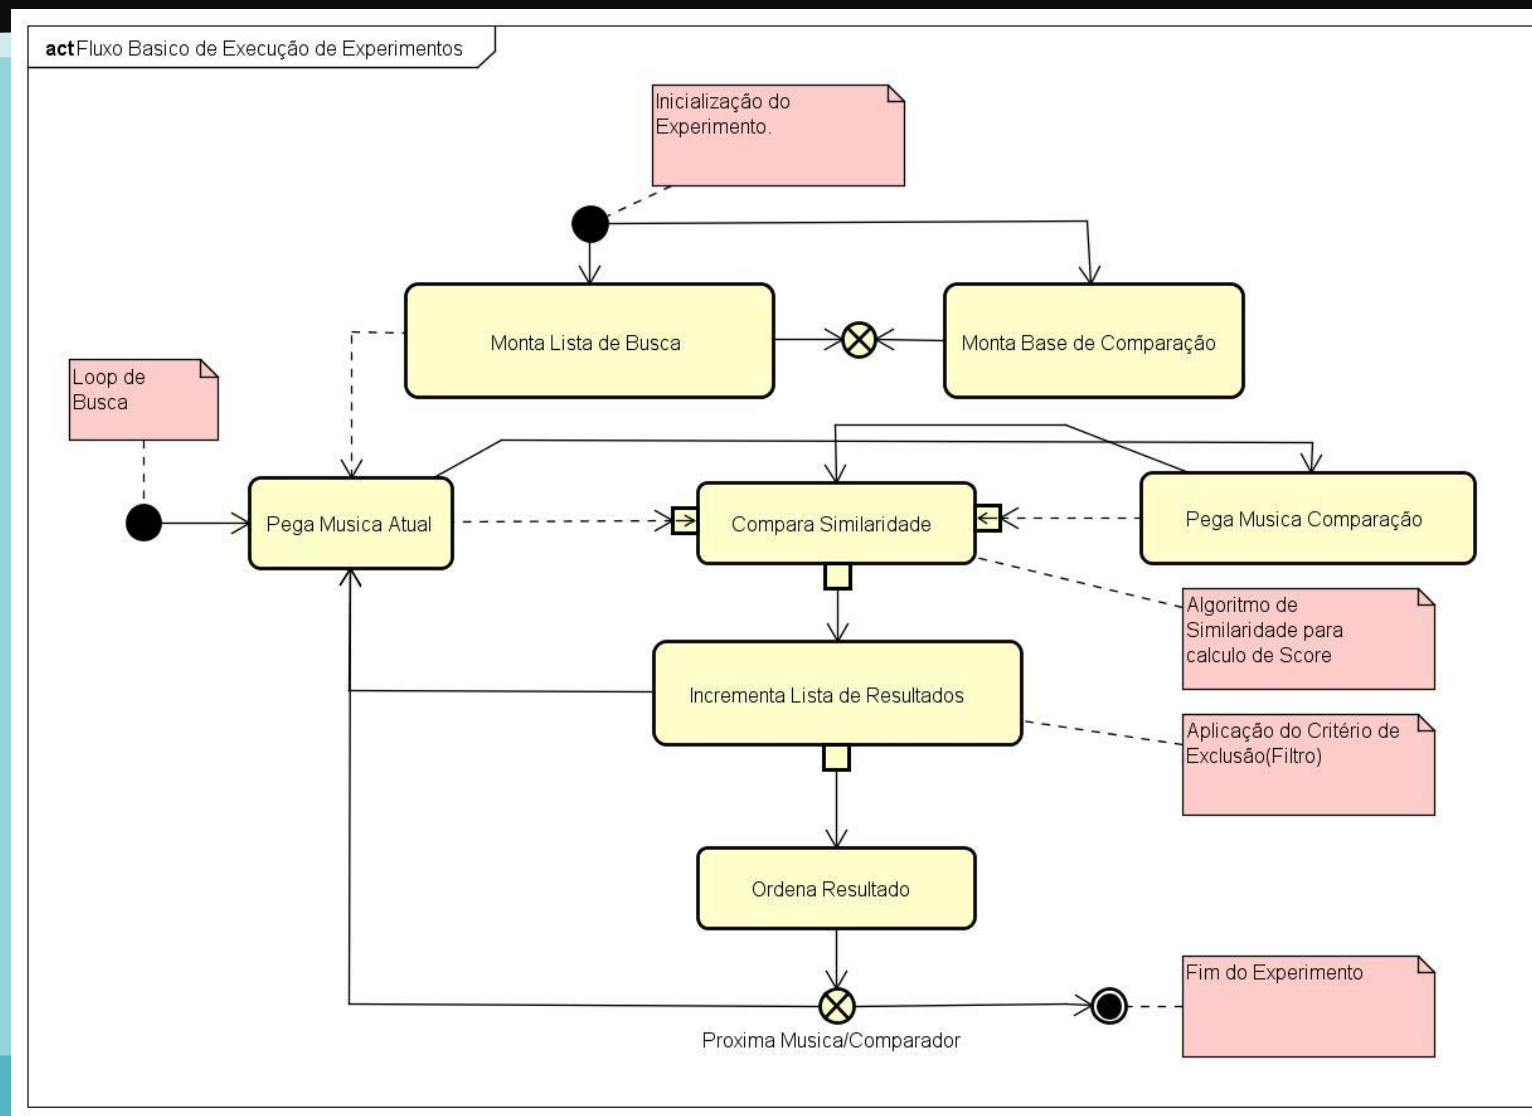 act Fluxo Basico de Execução de Experimentos
Inicialização do
Experimento.
Monta Lista de Busca
Monta Base de Comparação
Loop de
Busca
Pega Musica Atual
Compara Similaridade
Pega Musica Comparação
Algoritmo de
Similaridade para
calculo de Score
Incrementa Lista de Resultados
Aplicação do Critério de
Exclusão(Filtro)
Ordena Resultado
Fim do Experimento
Proxima Musica/Comparador